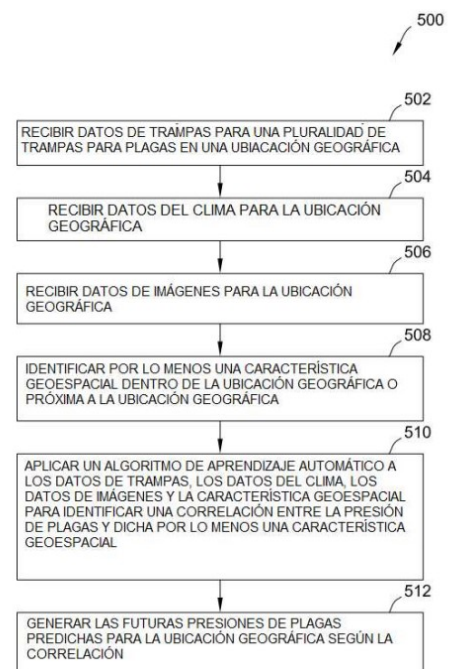 500
502
RECIBIR DATOS DE TRAMPAS PARA UNA PLURALIDAD DE
TRAMPAS PARA PLAGAS EN UNA UBIACACIÓN GEOGRÁFICA
504
RECIBIR DATOS DEL CLIMA PARA LA UBICACIÓN
GEOGRÁFICA
506
RECIBIR DATOS DE IMÁGENES PARA LA UBICACIÓN
GEOGRÁFICA
508
IDENTIFICAR POR LO MENOS UNA CARACTERÍSTICA
GEOESPACIAL DENTRO DE LA UBICACIÓN GEOGRÁFICA O
PRÓXIMA A LA UBICACIÓN GEOGRÁFICA
510
APLICAR UN ALGORITMO DE APRENDIZAJE AUTOMÁTICO A
LOS DATOS DE TRAMPAS, LOS DATOS DEL CLIMA, LOS
DATOS DE IMÁGENES Y LA CARACTERÍSTICA GEOESPACIAL
PARA IDENTIFICAR UNA CORRELACIÓN ENTRE LA PRESIÓN
DE PLAGAS Y DICHA POR LO MENOS UNA CARACTERÍSTICA
GEOESPACIAL
512
GENERAR LAS FUTURAS PRESIONES DE PLAGAS
PREDICHAS PARA LA UBICACIÓN GEOGRÁFICA SEGÚN LA
CORRELACIÓN